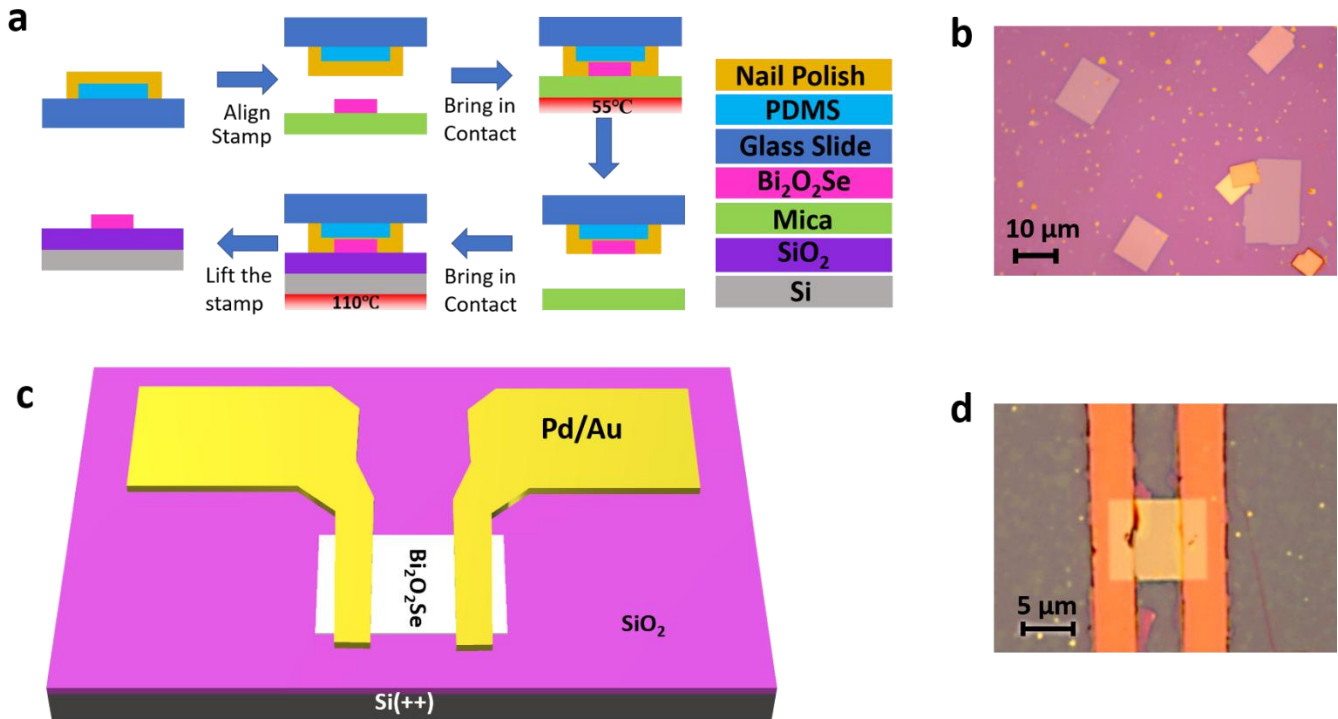 a
Align
Stamp
Bring in
Contact
55℃
Lift the
stamp
110℃
Bring in
Contact
Nail Polish
PDMS
Glass Slide
Bi₂O₂Se
Mica
SiO₂
Si
b
10 μm
c
Pd/Au
Bi₂O₂Se
SiO₂
Si(++)
d
5 μm